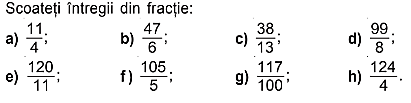 Scoateți întregii din fracție:
a) 11/4; b) 47/6; c) 38/13; d) 99/8;
e) 120/11; f) 105/5; g) 117/100; h) 124/4.